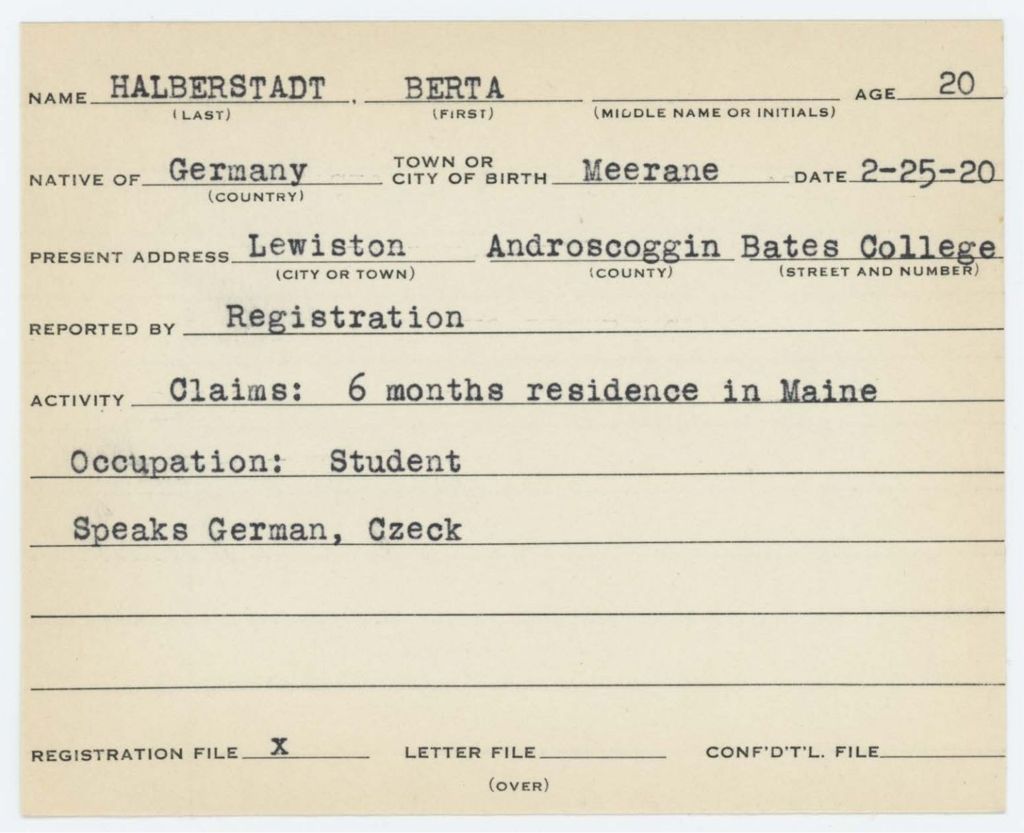 NAME HALBERSTADT , BERTA AGE 20
(LAST) (FIRST) (MIDDLE NAME OR INITIALS)
NATIVE OF Germany TOWN OR CITY OF BIRTH Meerane DATE 2-25-20
(COUNTRY)
PRESENT ADDRESS Lewiston Androscoggin Bates College
(CITY OR TOWN) (COUNTY) (STREET AND NUMBER)
REPORTED BY Registration
ACTIVITY Claims: 6 months residence in Maine
Occupation: Student
Speaks German, Czeck
REGISTRATION FILE X LETTER FILE CONF'D'T'L. FILE
(OVER)